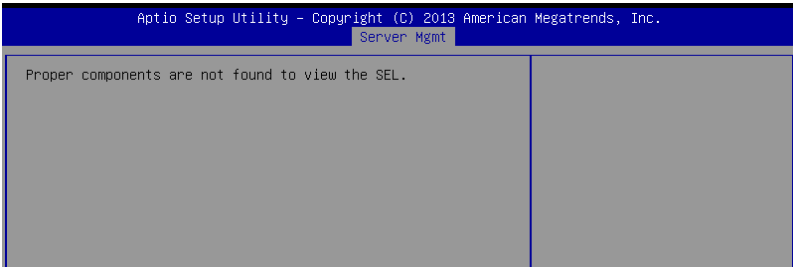 Aptio Setup Utility – Copyright (C) 2013 American Megatrends, Inc.
Server Mgmt
Proper components are not found to view the SEL.